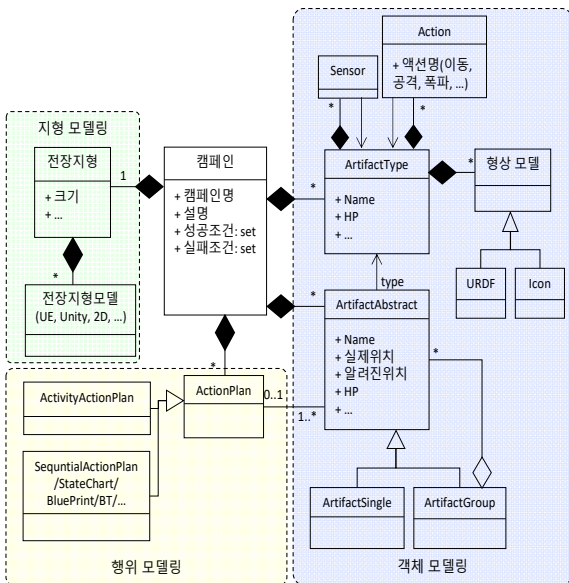 Action
+ 액션명(이동,
공격, 폭파,
...)
Sensor
*
*
지형 모델링
전장지형
+ 크기
+ ...
1
캠페인
+ 캠페인명
+ 설명
+ 성공조건: set
+ 실패조건: set
*
ArtifactType
+ Name
+ HP
+ ...
*
형상 모델
URDF
Icon
type
*
전장지형모델
(UE, Unity, 2D, ...)
*
ArtifactAbstract
+ Name
+ 실제위치
+ 알려진위치
+ HP
+ ...
*
*
ActionPlan
0..1
1..*
ActivityActionPlan
SequntialActionPlan
/StateChart/
BluePrint/BT/...
ArtifactSingle
ArtifactGroup
행위 모델링
객체 모델링